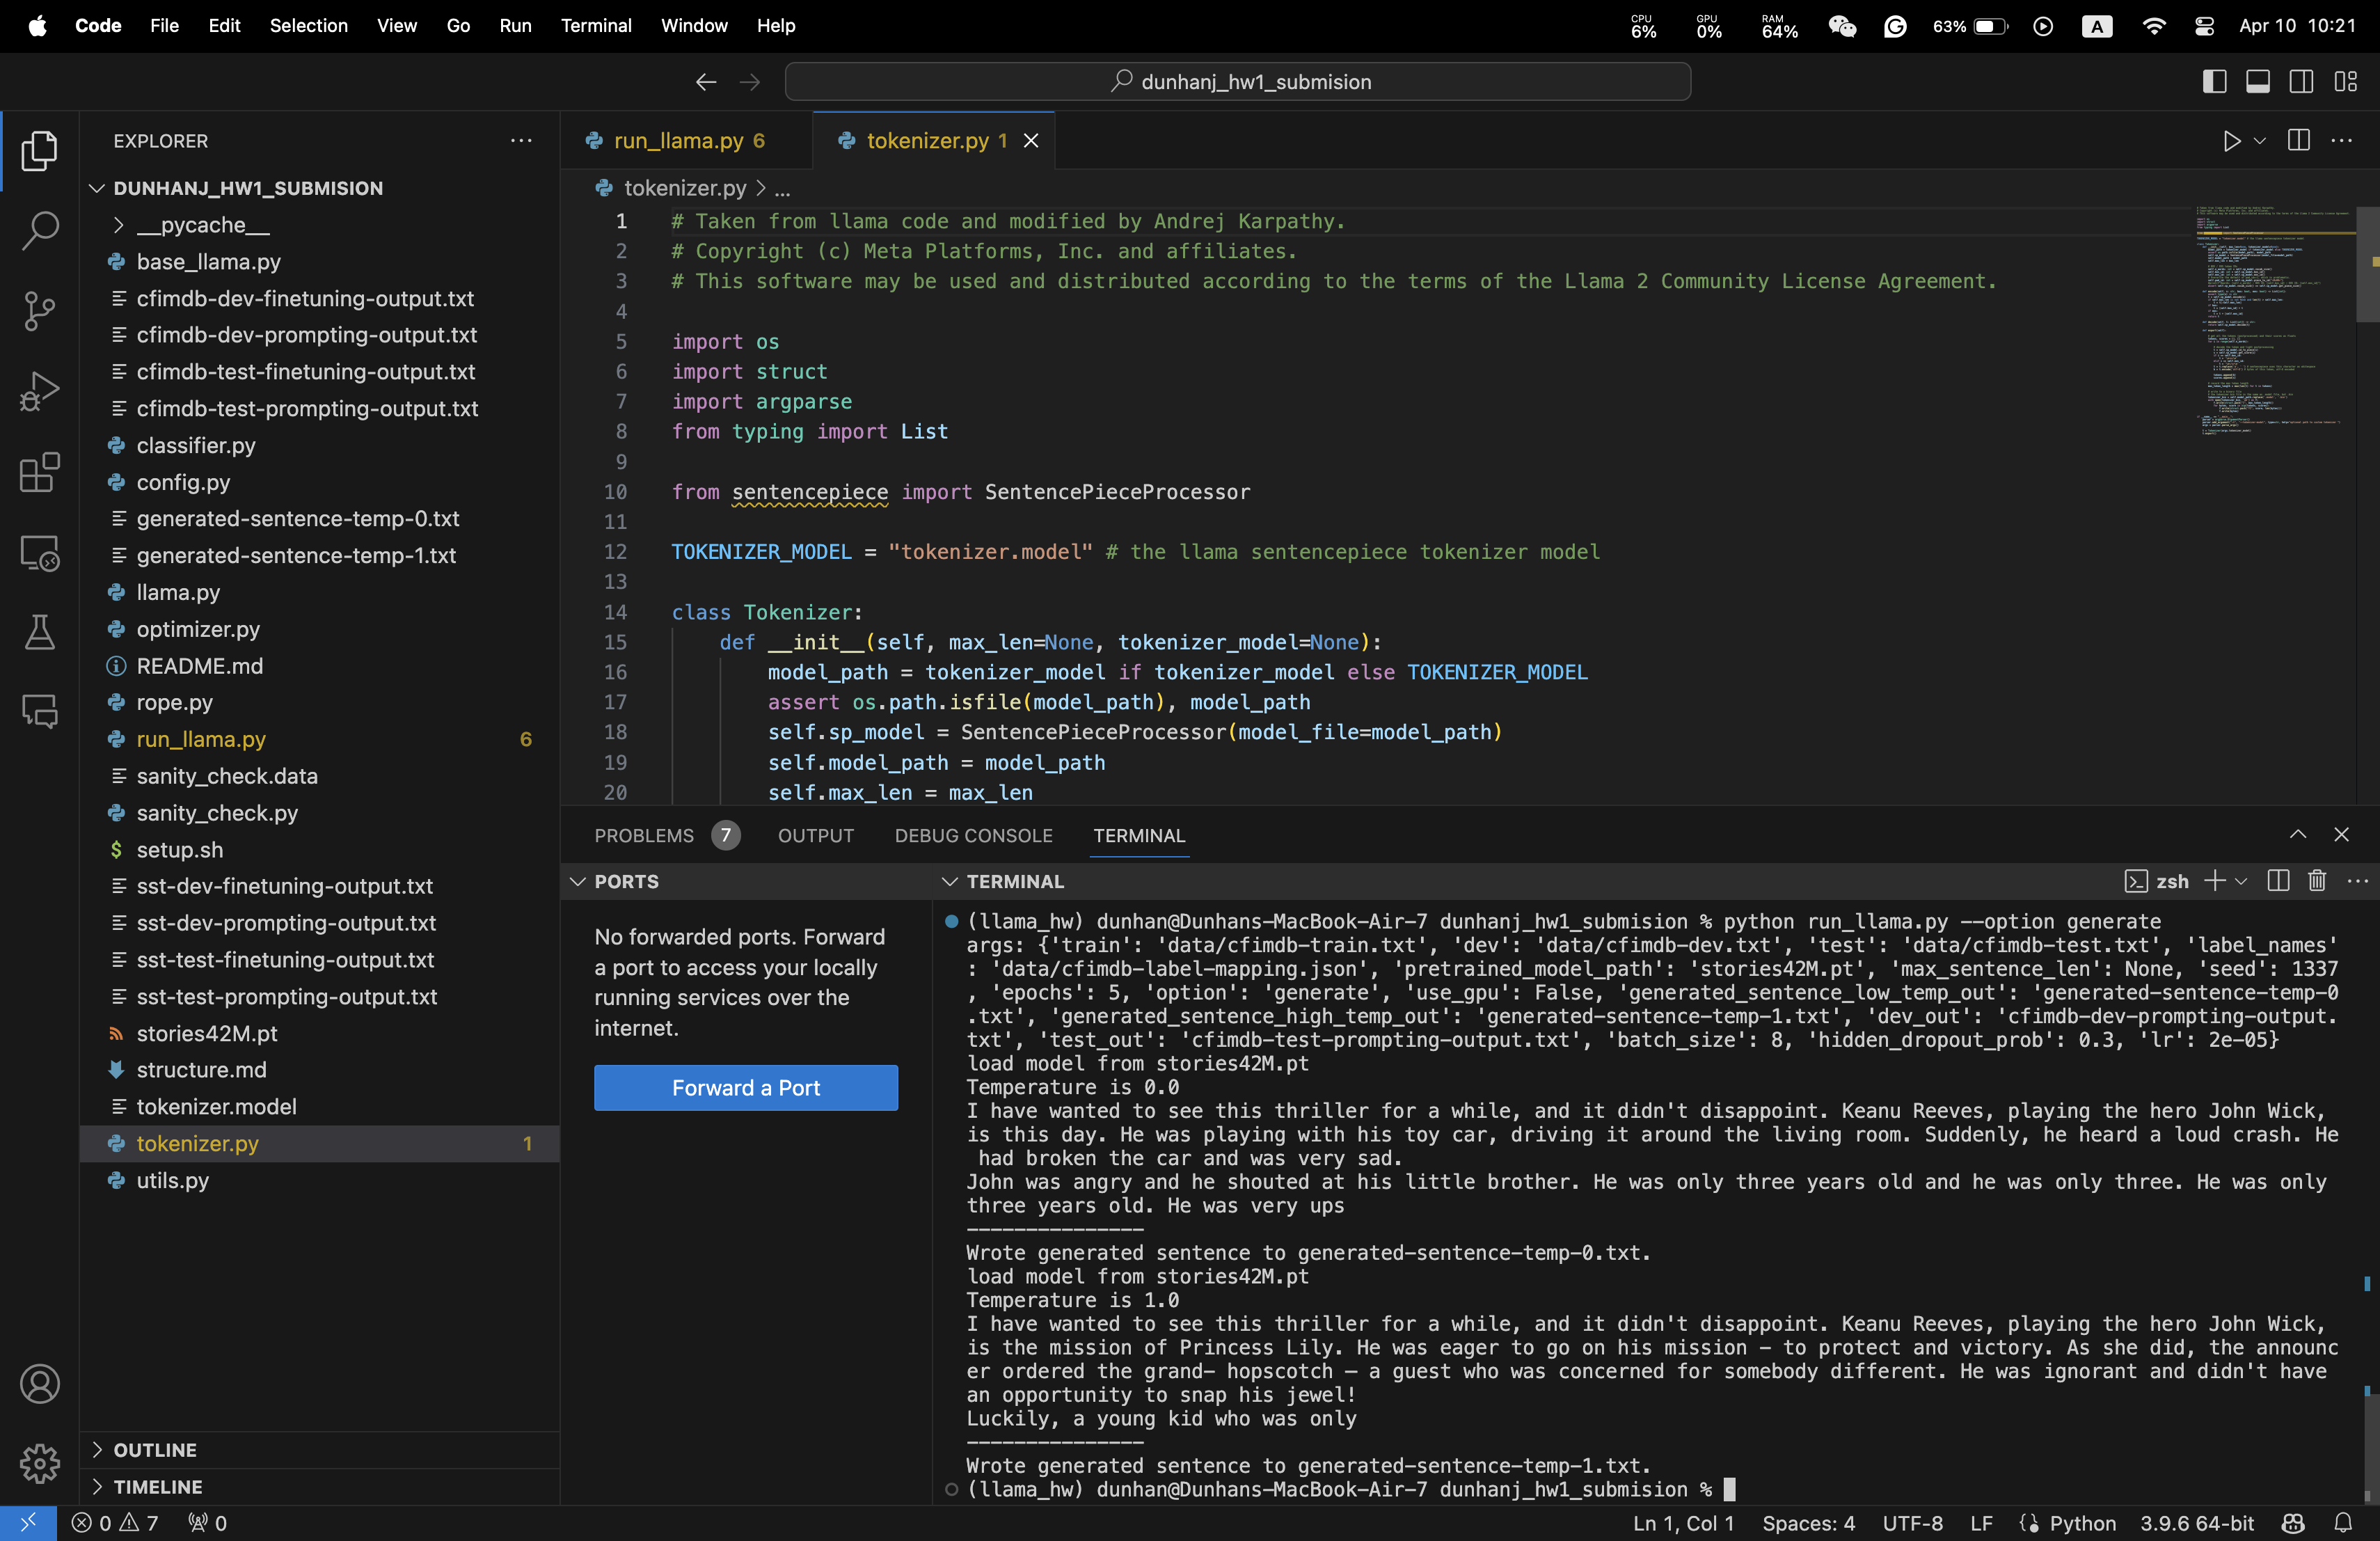 Code File Edit Selection View Go Run Terminal Window Help CPU 6% GPU 0% RAM 64% 63% A Apr 10 10:21
dunhanj_hw1_submision
EXPLORER
DUNHANJ_HW1_SUBMISION
__pycache__
base_llama.py
cfimdb-dev-finetuning-output.txt
cfimdb-dev-prompting-output.txt
cfimdb-test-finetuning-output.txt
cfimdb-test-prompting-output.txt
classifier.py
config.py
generated-sentence-temp-0.txt
generated-sentence-temp-1.txt
llama.py
optimizer.py
README.md
rope.py
run_llama.py 6
sanity_check.data
sanity_check.py
setup.sh
sst-dev-finetuning-output.txt
sst-dev-prompting-output.txt
sst-test-finetuning-output.txt
sst-test-prompting-output.txt
stories42M.pt
structure.md
tokenizer.model
tokenizer.py 1
utils.py
OUTLINE
TIMELINE
run_llama.py 6 tokenizer.py 1
tokenizer.py > ...
1 # Taken from llama code and modified by Andrej Karpathy.
2 # Copyright (c) Meta Platforms, Inc. and affiliates.
3 # This software may be used and distributed according to the terms of the Llama 2 Community License Agreement.
4
5 import os
6 import struct
7 import argparse
8 from typing import List
9
10 from sentencepiece import SentencePieceProcessor
11
12 TOKENIZER_MODEL = "tokenizer.model" # the llama sentencepiece tokenizer model
13
14 class Tokenizer:
15 def __init__(self, max_len=None, tokenizer_model=None):
16 model_path = tokenizer_model if tokenizer_model else TOKENIZER_MODEL
17 assert os.path.isfile(model_path), model_path
18 self.sp_model = SentencePieceProcessor(model_file=model_path)
19 self.model_path = model_path
20 self.max_len = max_len
PROBLEMS 7 OUTPUT DEBUG CONSOLE TERMINAL
PORTS
No forwarded ports. Forward
a port to access your locally
running services over the
internet.
Forward a Port
TERMINAL zsh
(llama_hw) dunhan@Dunhans-MacBook-Air-7 dunhanj_hw1_submision % python run_llama.py --option generate
args: {'train': 'data/cfimdb-train.txt', 'dev': 'data/cfimdb-dev.txt', 'test': 'data/cfimdb-test.txt', 'label_names'
: 'data/cfimdb-label-mapping.json', 'pretrained_model_path': 'stories42M.pt', 'max_sentence_len': None, 'seed': 1337
, 'epochs': 5, 'option': 'generate', 'use_gpu': False, 'generated_sentence_low_temp_out': 'generated-sentence-temp-0
.txt', 'generated_sentence_high_temp_out': 'generated-sentence-temp-1.txt', 'dev_out': 'cfimdb-dev-prompting-output.
txt', 'test_out': 'cfimdb-test-prompting-output.txt', 'batch_size': 8, 'hidden_dropout_prob': 0.3, 'lr': 2e-05}
load model from stories42M.pt
Temperature is 0.0
I have wanted to see this thriller for a while, and it didn't disappoint. Keanu Reeves, playing the hero John Wick,
is this day. He was playing with his toy car, driving it around the living room. Suddenly, he heard a loud crash. He
had broken the car and was very sad.
John was angry and he shouted at his little brother. He was only three years old and he was only three. He was only
three years old. He was very ups
---------------
Wrote generated sentence to generated-sentence-temp-0.txt.
load model from stories42M.pt
Temperature is 1.0
I have wanted to see this thriller for a while, and it didn't disappoint. Keanu Reeves, playing the hero John Wick,
is the mission of Princess Lily. He was eager to go on his mission – to protect and victory. As she did, the announc
er ordered the grand- hopscotch – a guest who was concerned for somebody different. He was ignorant and didn't have
an opportunity to snap his jewel!
Luckily, a young kid who was only
---------------
Wrote generated sentence to generated-sentence-temp-1.txt.
(llama_hw) dunhan@Dunhans-MacBook-Air-7 dunhanj_hw1_submision %
0 7 0 Ln 1, Col 1 Spaces: 4 UTF-8 LF Python 3.9.6 64-bit